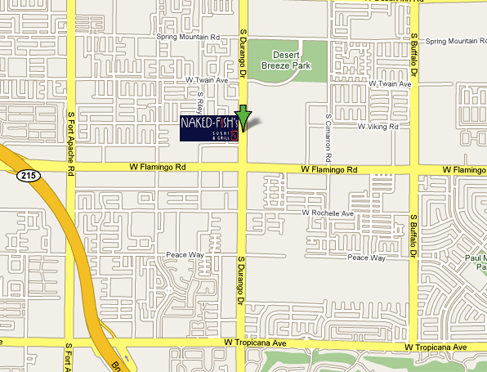 Spring Mountain Rd
S Durango Dr
Desert
Breeze Park
S Buffalo Dr
Spring Mountain Rd
W Twain Ave
W Twain Ave
S Fort Apache Rd
S Riley
NAKED-FISH'S
SUSHI
& GRILL
S Cimarron Rd
W Viking Rd
215
W Flamingo Rd
W Flamingo Rd
W Flamingo
W Rochelle Ave
S Buffalo Dr
Peace Way
Peace Way
S Durango Dr
Paul M
Pa
S Fort A
W Tropicana Ave
W Tropicana Ave